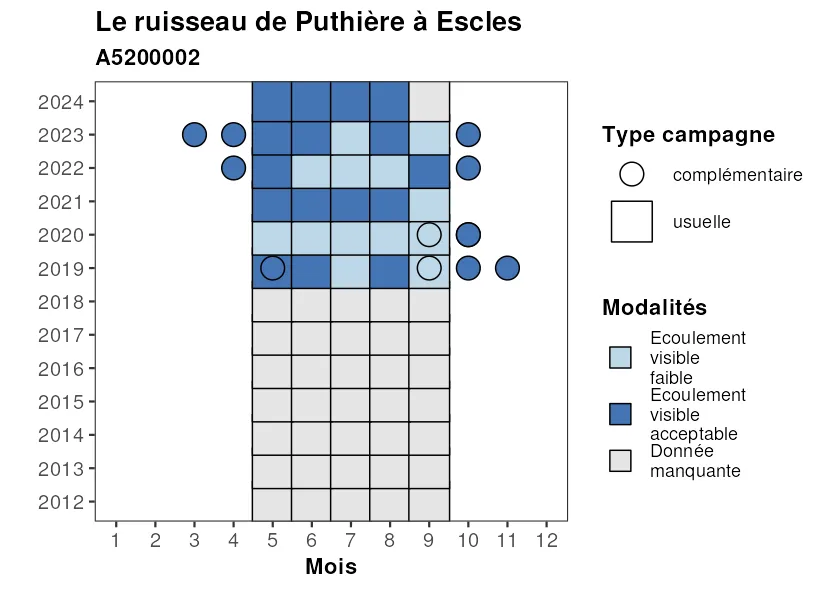 Le ruisseau de Puthière à Escles
A5200002
2024
2023
2022
2021
2020
2019
2018
2017
2016
2015
2014
2013
2012
1 2 3 4 5 6 7 8 9 10 11 12
Mois
Type campagne
complémentaire
usuelle
Modalités
Ecoulement
visible
faible
Ecoulement
visible
acceptable
Donnée
manquante